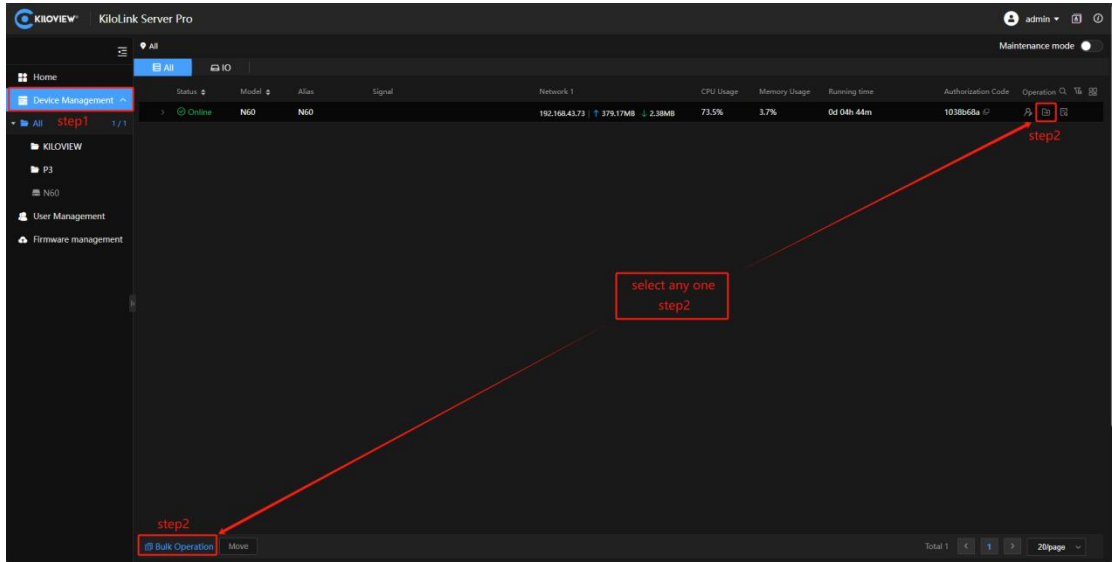 KILOVIEW® KiloLink Server Pro admin
All Maintenance mode
All IO
Home
Device Management
step1
All 1 / 1
KILOVIEW
P3
N60
User Management
Firmware management
Status Model Alias Signal Network 1 CPU Usage Memory Usage Running time Authorization Code Operation
Online N60 N60 192.168.43.73 | ↑ 379.17MB ↓ 2.38MB 73.5% 3.7% 0d 04h 44m 1038b68a
step2
select any one
step2
step2
Bulk Operation Move Total 1 < 1 > 20/page